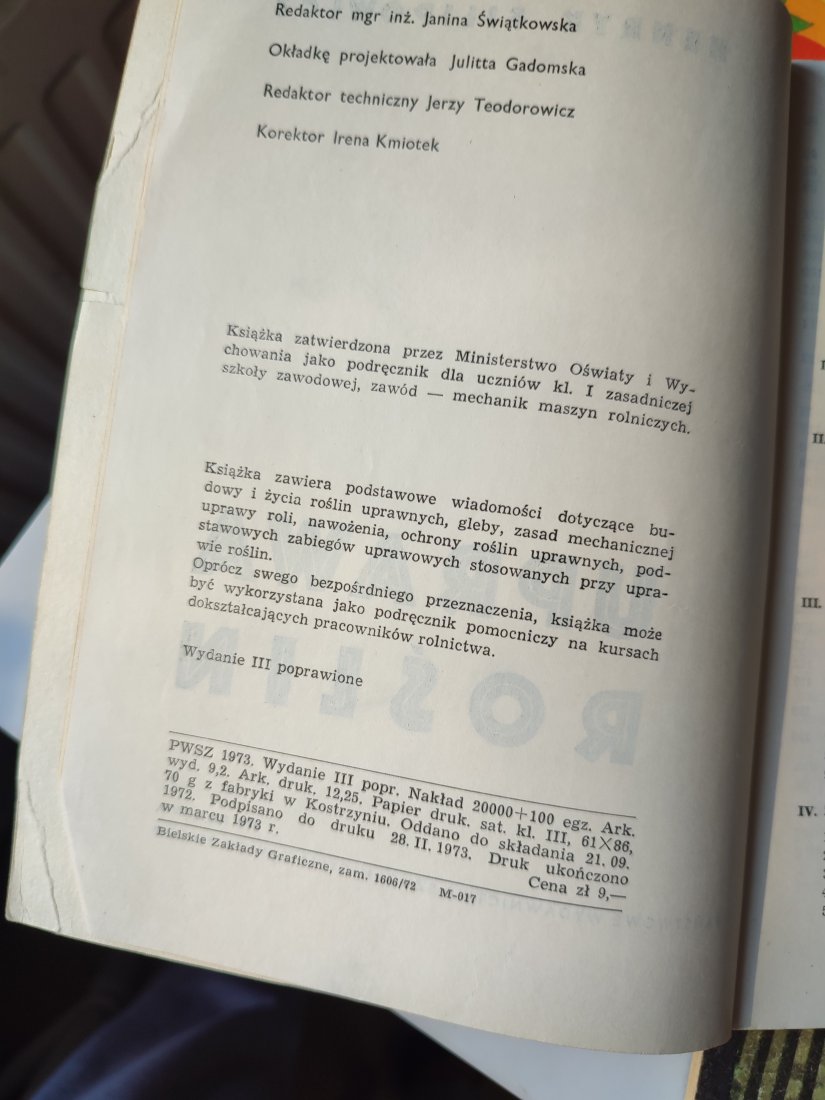 Redaktor mgr inż. Janina Świątkowska
Okładkę projektowała Julitta Gadomska
Redaktor techniczny Jerzy Teodorowicz
Korektor Irena Kmiotek
Książka zatwierdzona przez Ministerstwo Oświaty i Wy-
chowania jako podręcznik dla uczniów kl. I zasadniczej
szkoły zawodowej, zawód — mechanik maszyn rolniczych.
Książka zawiera podstawowe wiadomości dotyczące bu-
dowy i życia roślin uprawnych, gleby, zasad mechanicznej
uprawy roli, nawożenia, ochrony roślin uprawnych, pod-
stawowych zabiegów uprawowych stosowanych przy upra-
wie roślin.
Oprócz swego bezpośrdniego przeznaczenia, książka może
być wykorzystana jako podręcznik pomocniczy na kursach
dokształcających pracowników rolnictwa.
Wydanie III poprawione
PWSZ 1973. Wydanie III popr. Nakład 20000+100 egz. Ark.
wyd. 9,2. Ark. druk. 12,25. Papier druk. sat. kl. III, 61×86,
70 g z fabryki w Kostrzyniu. Oddano do składania 21. 09.
1972. Podpisano do druku 28. II. 1973. Druk ukończono
w marcu 1973 r. Cena zł 9,—
Bielskie Zakłady Graficzne, zam. 1606/72 M-017
II.
III.
IV.